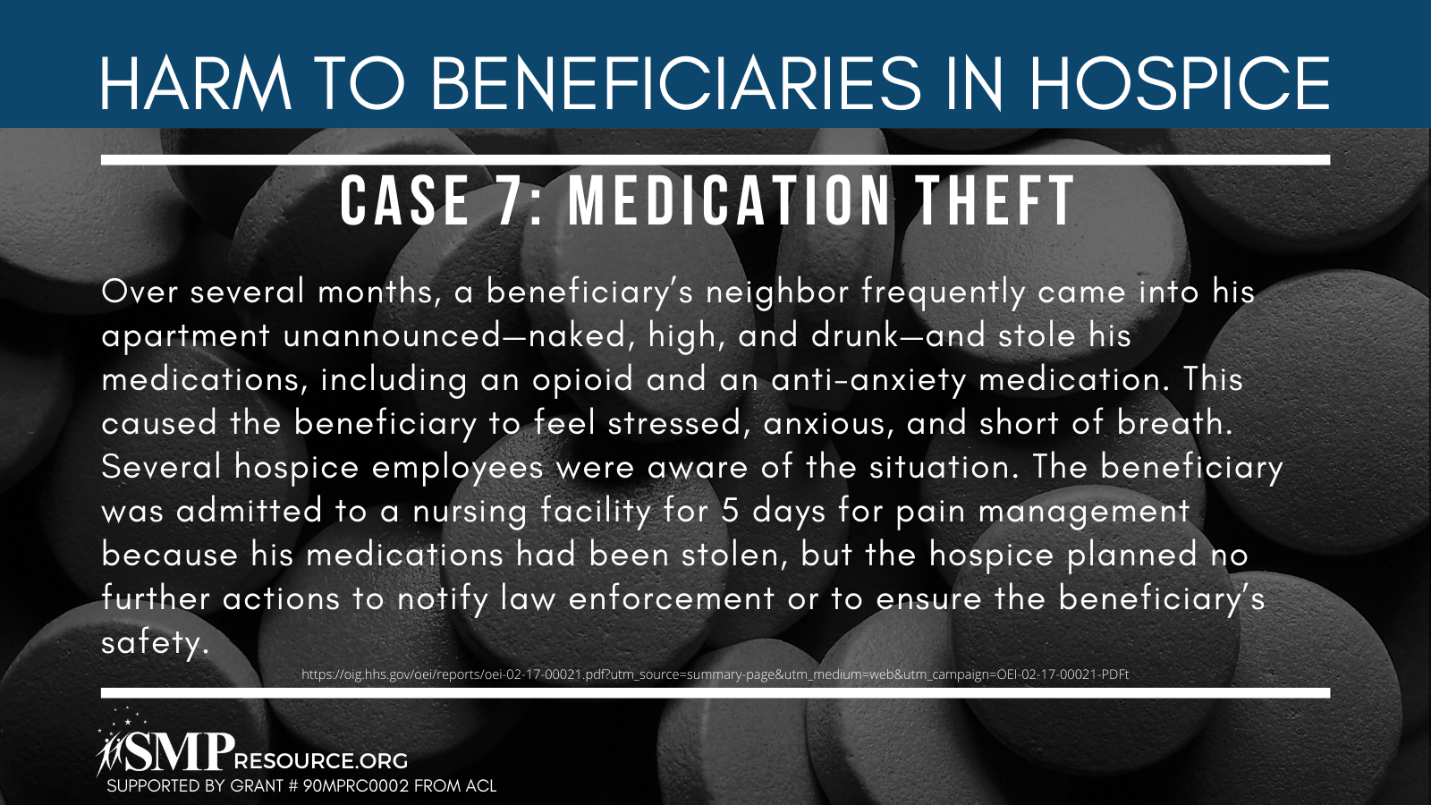 HARM TO BENEFICIARIES IN HOSPICE
CASE 7: MEDICATION THEFT
Over several months, a beneficiary's neighbor frequently came into his
apartment unannounced—naked, high, and drunk—and stole his
medications, including an opioid and an anti-anxiety medication. This
caused the beneficiary to feel stressed, anxious, and short of breath.
Several hospice employees were aware of the situation. The beneficiary
was admitted to a nursing facility for 5 days for pain management
because his medications had been stolen, but the hospice planned no
further actions to notify law enforcement or to ensure the beneficiary's
safety.
https://oig.hhs.gov/oei/reports/oei-02-17-00021.pdf?utm_source=summary-page&utm_medium=web&utm_campaign=OEI-02-17-00021-PDFt
SMPRESOURCE.ORG
SUPPORTED BY GRANT # 90MPRC0002 FROM ACL